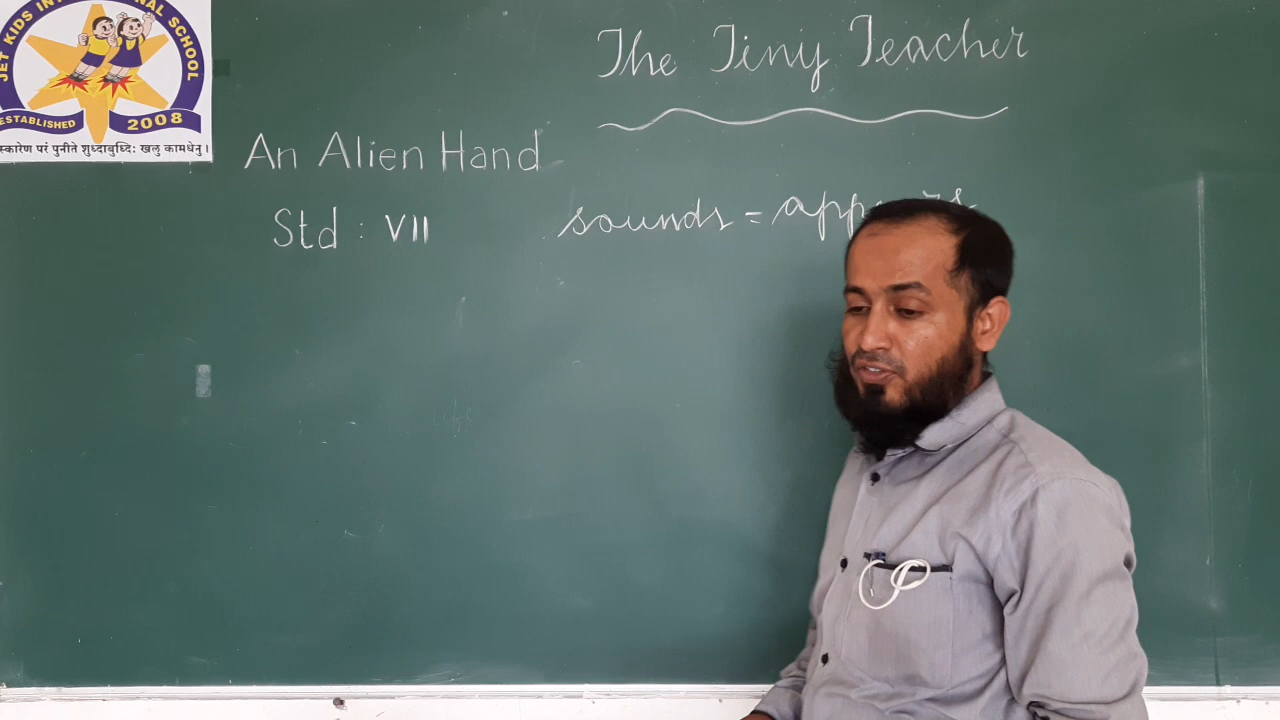 JET KIDS INTERNATIONAL SCHOOL
ESTABLISHED 2008
स्कारेण परं पुनीते शुध्दाबुध्दिः खलु कामधेनु।
The Tiny Teacher
An Alien Hand
Std : VII
sounds =